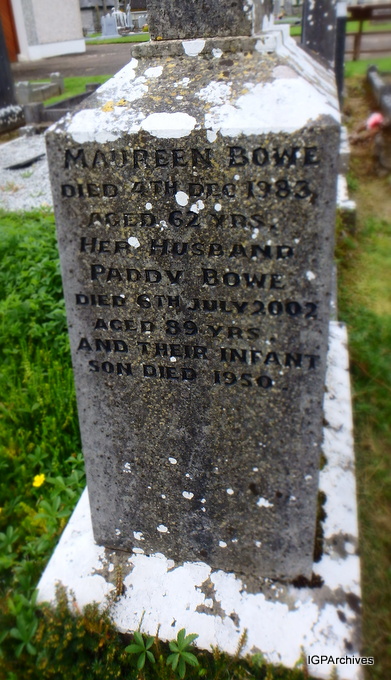 MAUREEN BOWE
DIED 4TH DEC 1983,
AGED 62 YRS.
HER HUSBAND
PADDY BOWE
DIED 6TH JULY 2002
AGED 89 YRS
AND THEIR INFANT
SON DIED 1950.
IGPArchives